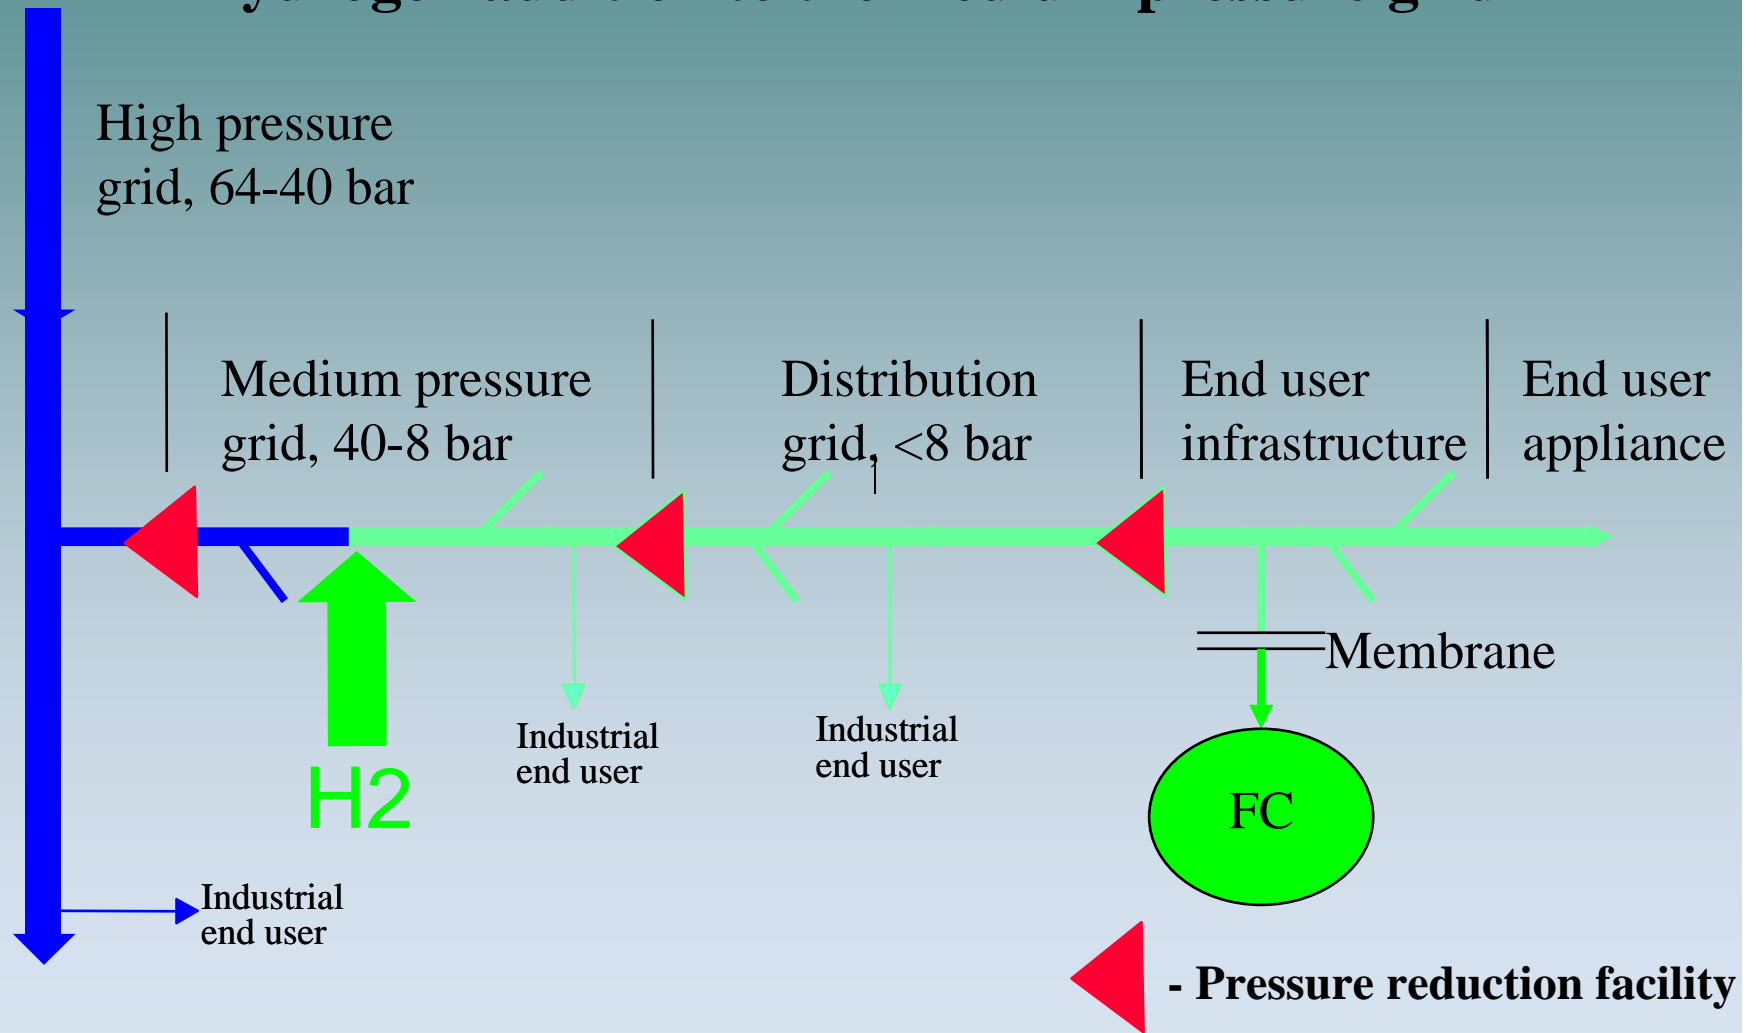 High pressure
grid, 64-40 bar
Medium pressure
grid, 40-8 bar
Distribution
grid, <8 bar
End user
infrastructure
End user
appliance
Membrane
Industrial
end user
Industrial
end user
H2
FC
Industrial
end user
- Pressure reduction facility